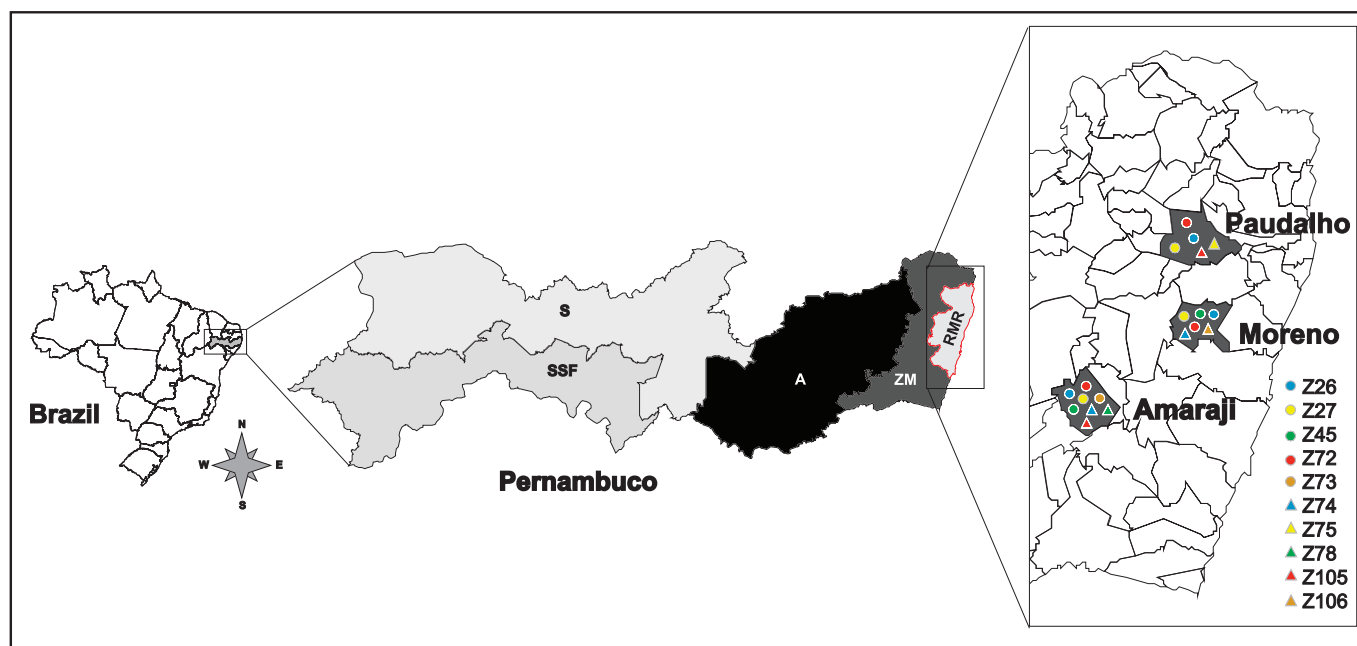 Brazil
N
W
E
S
Pernambuco
S
SSF
A
ZM
RMR
Paudalho
Moreno
Amaraji
Z26
Z27
Z45
Z72
Z73
Z74
Z75
Z78
Z105
Z106